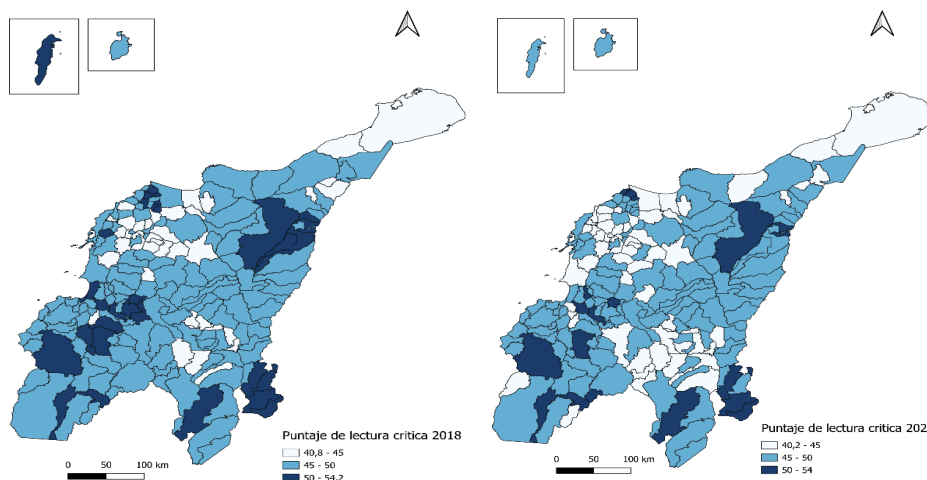 Puntaje de lectura critica 2018
40,8 - 45
45 - 50
50 - 54,2
0 50 100 km
Puntaje de lectura critica 202
40,2 - 45
45 - 50
50 - 54
0 50 100 km